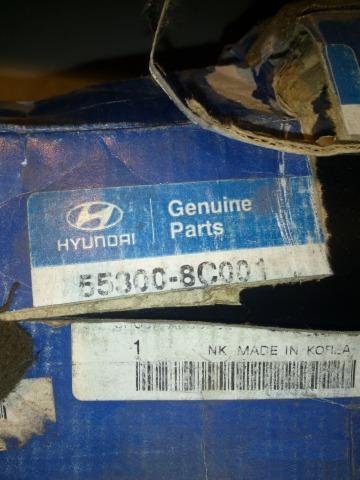 Genuine
HYUNDAI
Parts
55300-8C001
1 NK MADE IN KOREA